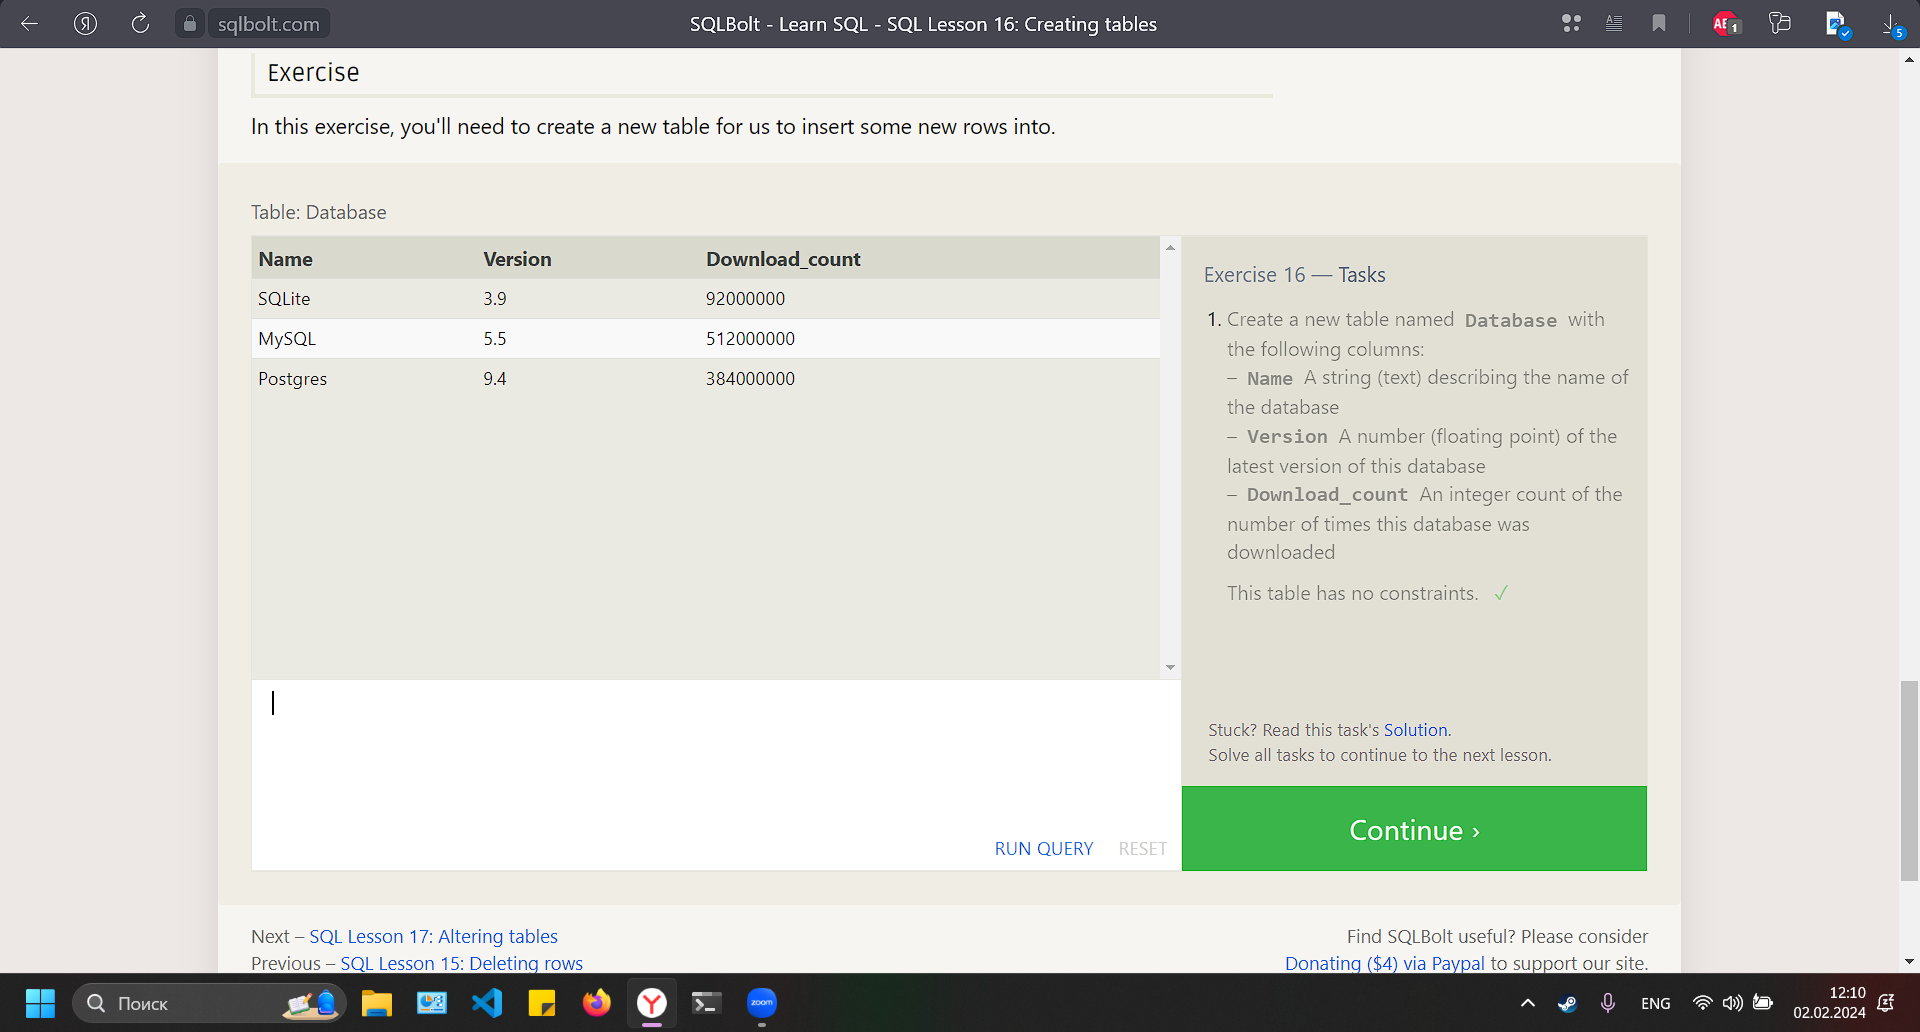 sqlbolt.com
SQLBolt - Learn SQL - SQL Lesson 16: Creating tables
1
5
Exercise
In this exercise, you'll need to create a new table for us to insert some new rows into.
Table: Database
Name Version Download_count
SQLite 3.9 92000000
MySQL 5.5 512000000
Postgres 9.4 384000000
Exercise 16 — Tasks
1. Create a new table named Database with
the following columns:
– Name A string (text) describing the name of
the database
– Version A number (floating point) of the
latest version of this database
– Download_count An integer count of the
number of times this database was
downloaded
This table has no constraints. ✓
Stuck? Read this task's Solution.
Solve all tasks to continue to the next lesson.
RUN QUERY RESET
Continue ›
Next – SQL Lesson 17: Altering tables
Previous – SQL Lesson 15: Deleting rows
Find SQLBolt useful? Please consider
Donating ($4) via Paypal to support our site.
Поиск
zoom
ENG
12:10
02.02.2024